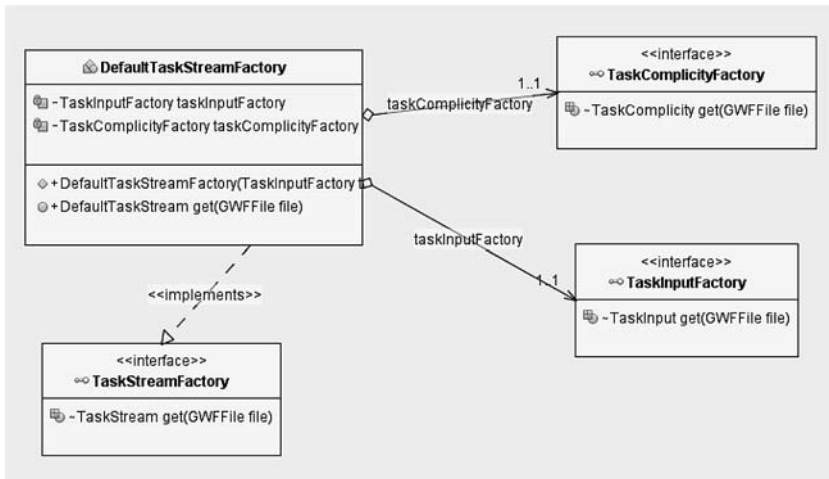 DefaultTaskStreamFactory
-TaskInputFactory taskInputFactory
-TaskComplicityFactory taskComplicityFactory
+DefaultTaskStreamFactory(TaskInputFactory
+DefaultTaskStream get(GWFFile file)
taskComplicityFactory
1..1
<<interface>>
TaskComplicityFactory
~TaskComplicity get(GWFFile file)
taskInputFactory
1..1
<<interface>>
TaskInputFactory
~TaskInput get(GWFFile file)
<<implements>>
<<interface>>
TaskStreamFactory
~TaskStream get(GWFFile file)